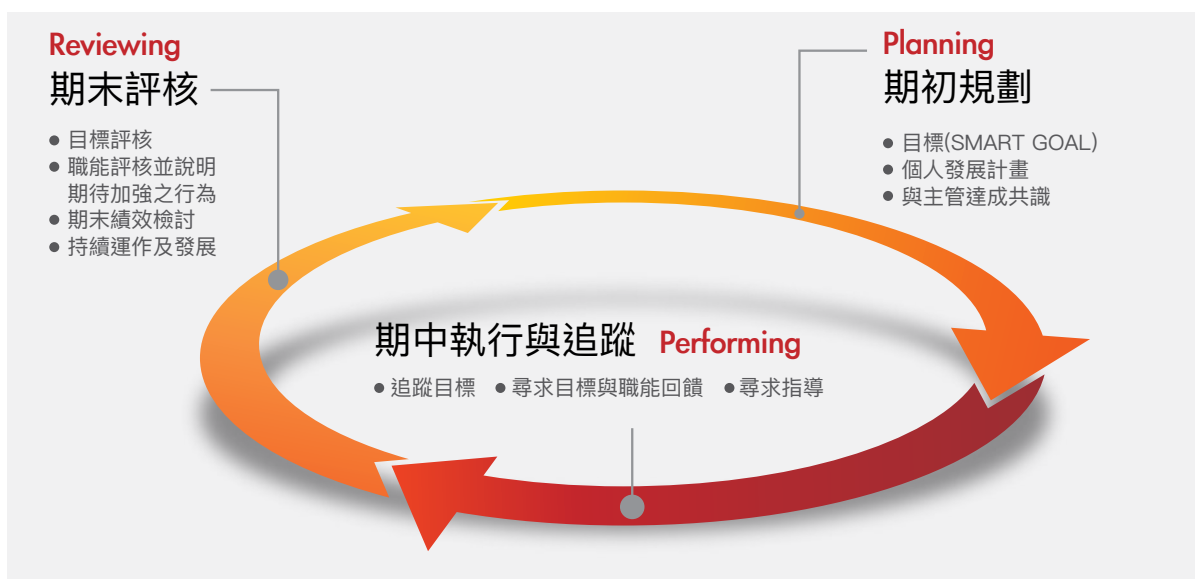 Reviewing
期末評核
● 目標評核
● 職能評核並說明
期待加強之行為
● 期末績效檢討
● 持續運作及發展
Planning
期初規劃
● 目標(SMART GOAL)
● 個人發展計畫
● 與主管達成共識
期中執行與追蹤 Performing
● 追蹤目標 ● 尋求目標與職能回饋 ● 尋求指導